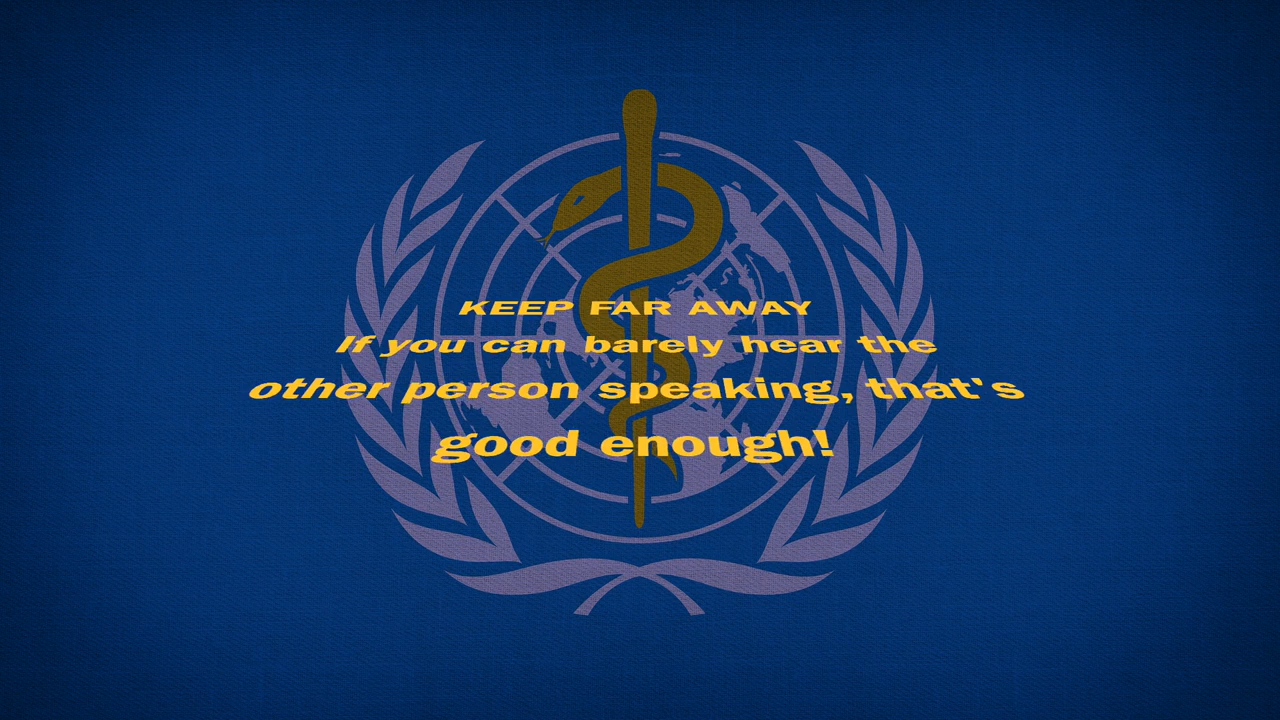 KEEP FAR AWAY
If you can barely hear the
other person speaking, that's
good enough!